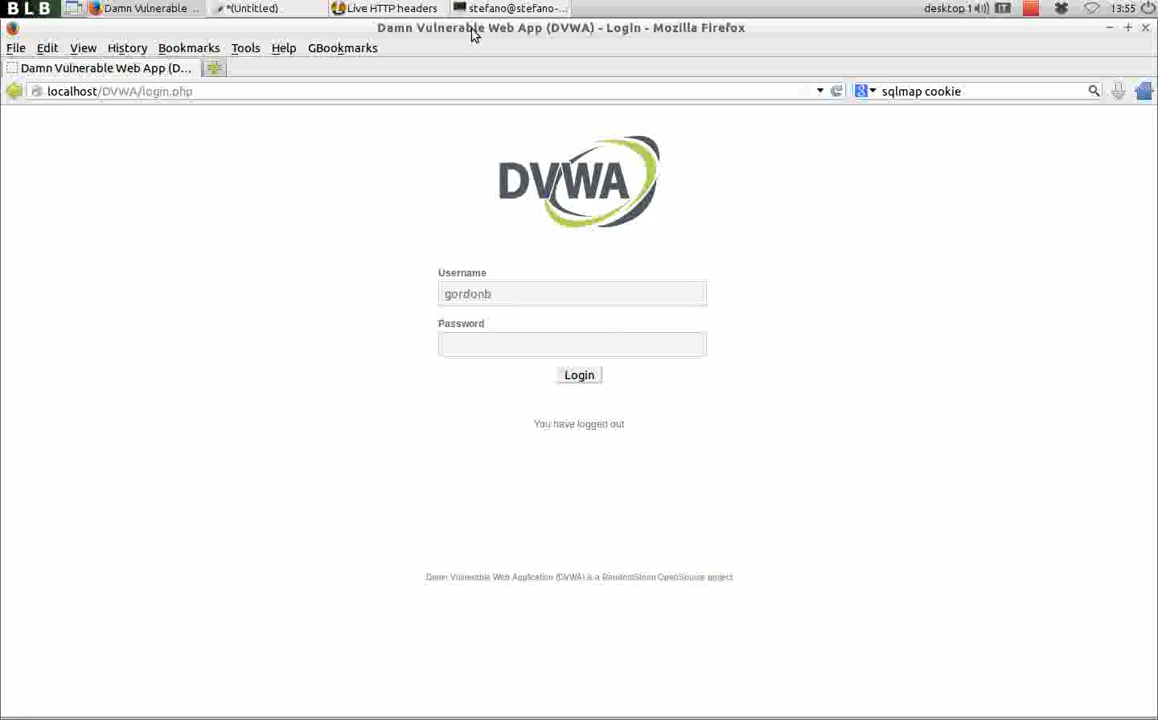 BLB Damn Vulnerable ... *(Untitled) Live HTTP headers stefano@stefano-... desktop 1 IT 13:55
Damn Vulnerable Web App (DVWA) - Login - Mozilla Firefox
File Edit View History Bookmarks Tools Help GBookmarks
Damn Vulnerable Web App (D...
localhost/DVWA/login.php sqlmap cookie
DVWA
Username
gordonb
Password
Login
You have logged out
Damn Vulnerable Web Application (DVWA) is a RandomStorm OpenSource project